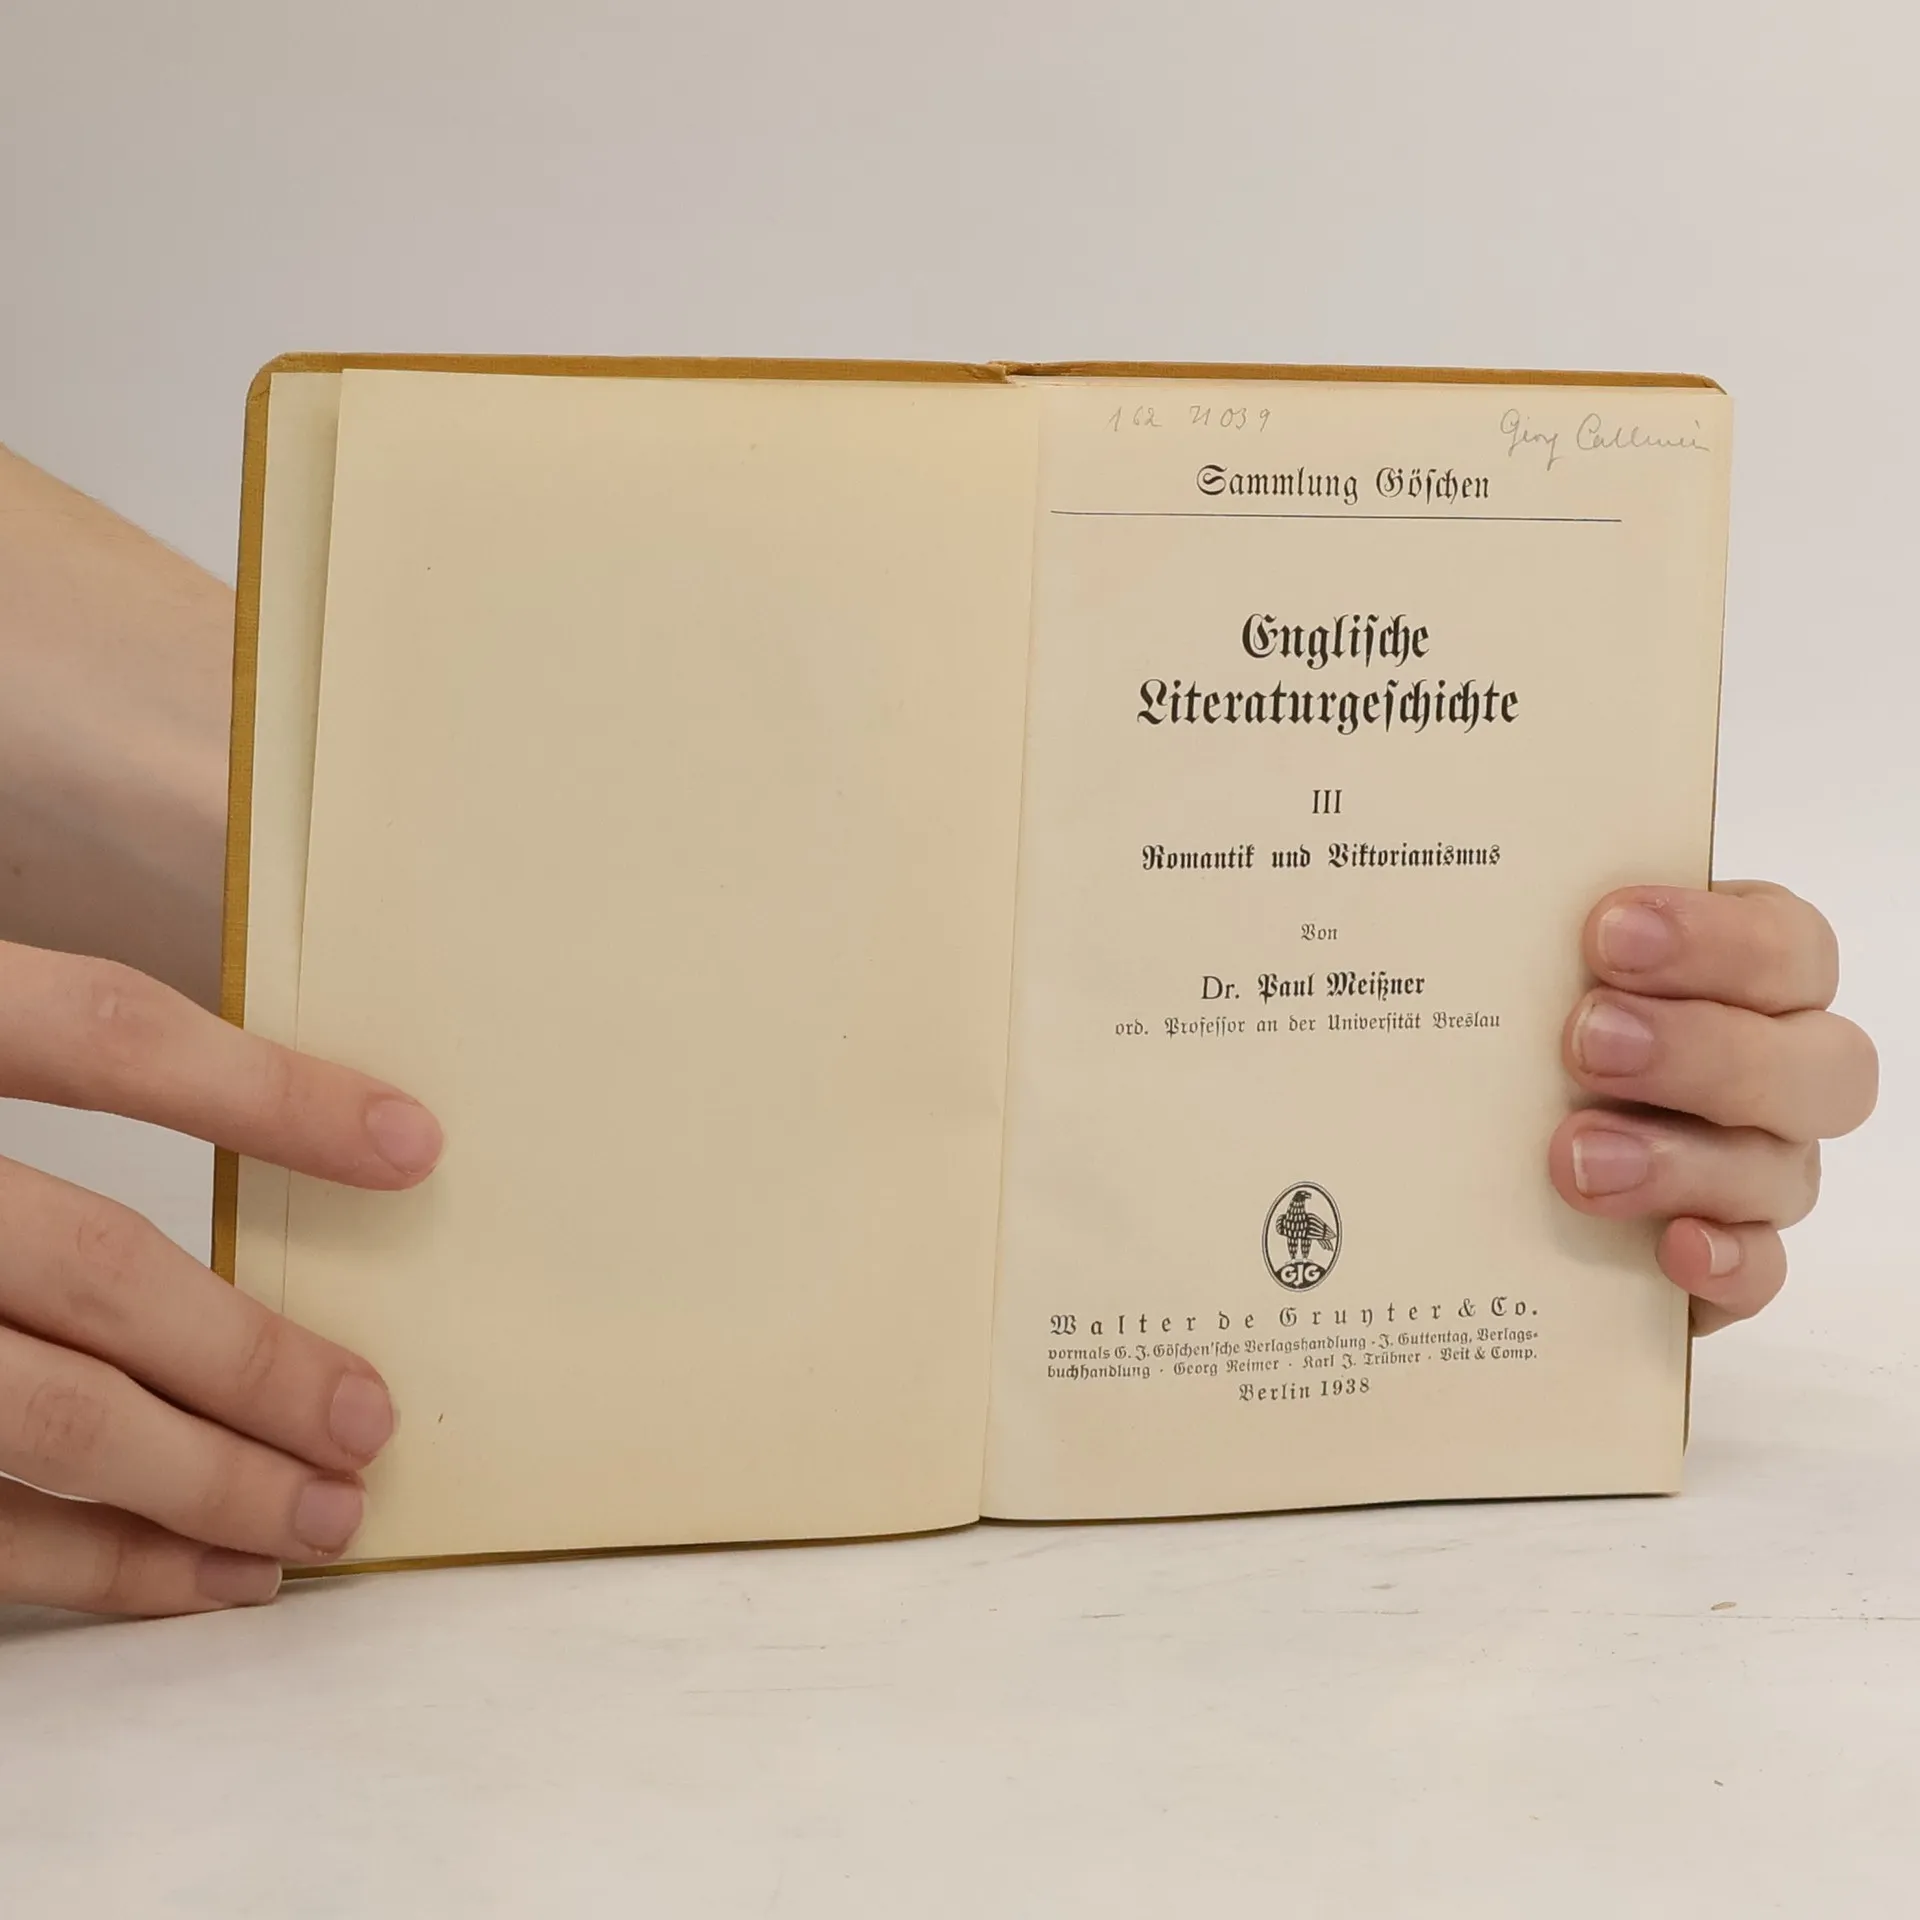 162 21039
Sammlung Göschen
Englische
Literaturgeschichte
III
Romantik und Viktorianismus
Von
Dr. Paul Meißner
ord. Professor an der Universität Breslau
GJG
Walter de Gruyter & Co.
vormals G. J. Göschen'sche Verlagshandlung · J. Guttentag, Verlags-
buchhandlung · Georg Reimer · Karl J. Trübner · Veit & Comp.
Berlin 1938